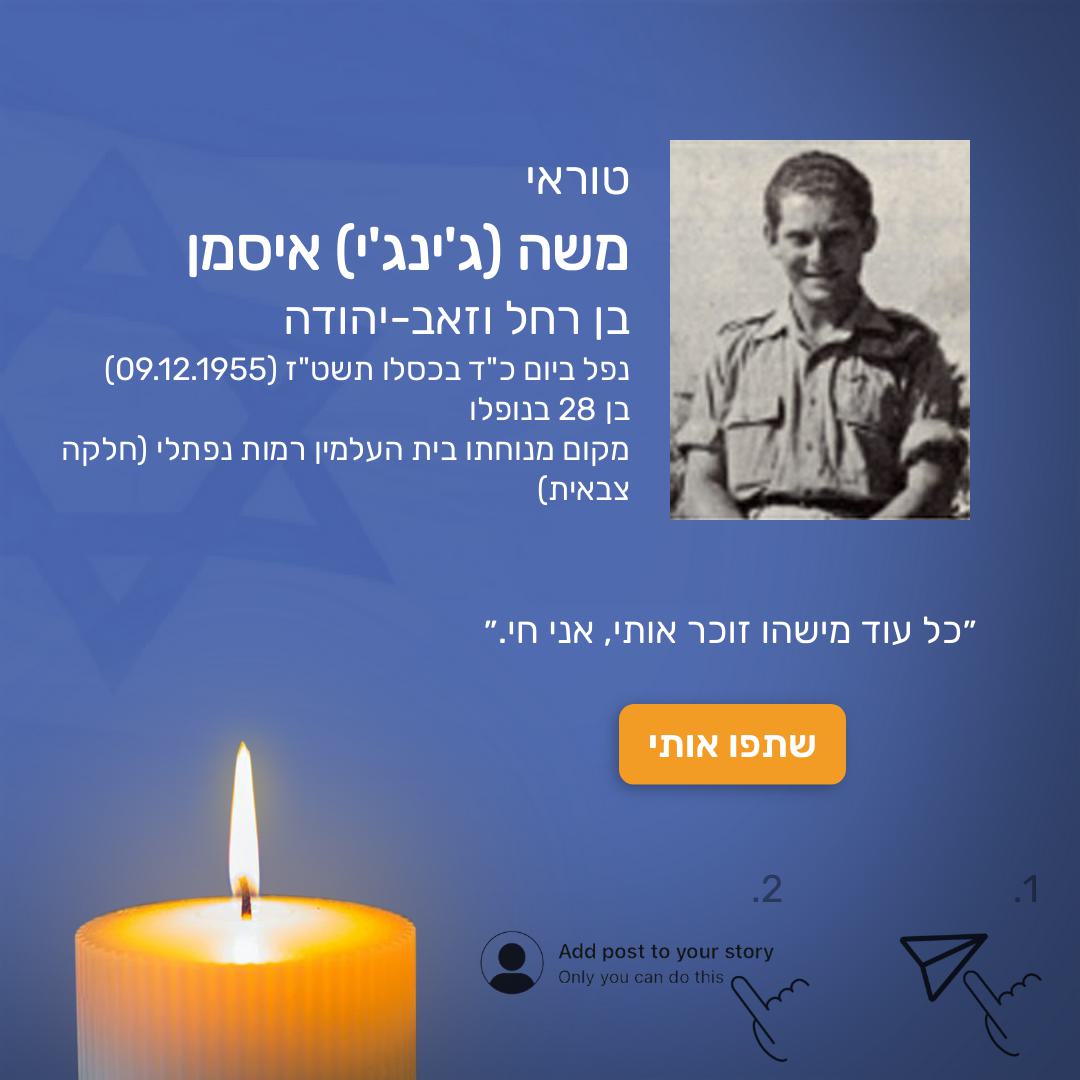 טוראי
משה (ג'ינג'י) איסמן
בן רחל וזאב-יהודה
נפל ביום כ"ד בכסלו תשט"ז (09.12.1955)
בן 28 בנופלו
מקום מנוחתו בית העלמין רמות נפתלי (חלקה
צבאית)
״כל עוד מישהו זוכר אותי, אני חי.״
שתפו אותי
1.
2.
Add post to your story
Only you can do this